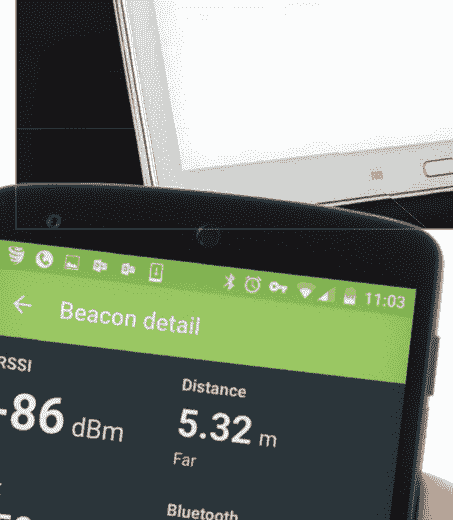 11:03
Beacon detail
RSSI
-86 dBm
Distance
5.32 m
Far
Bluetooth